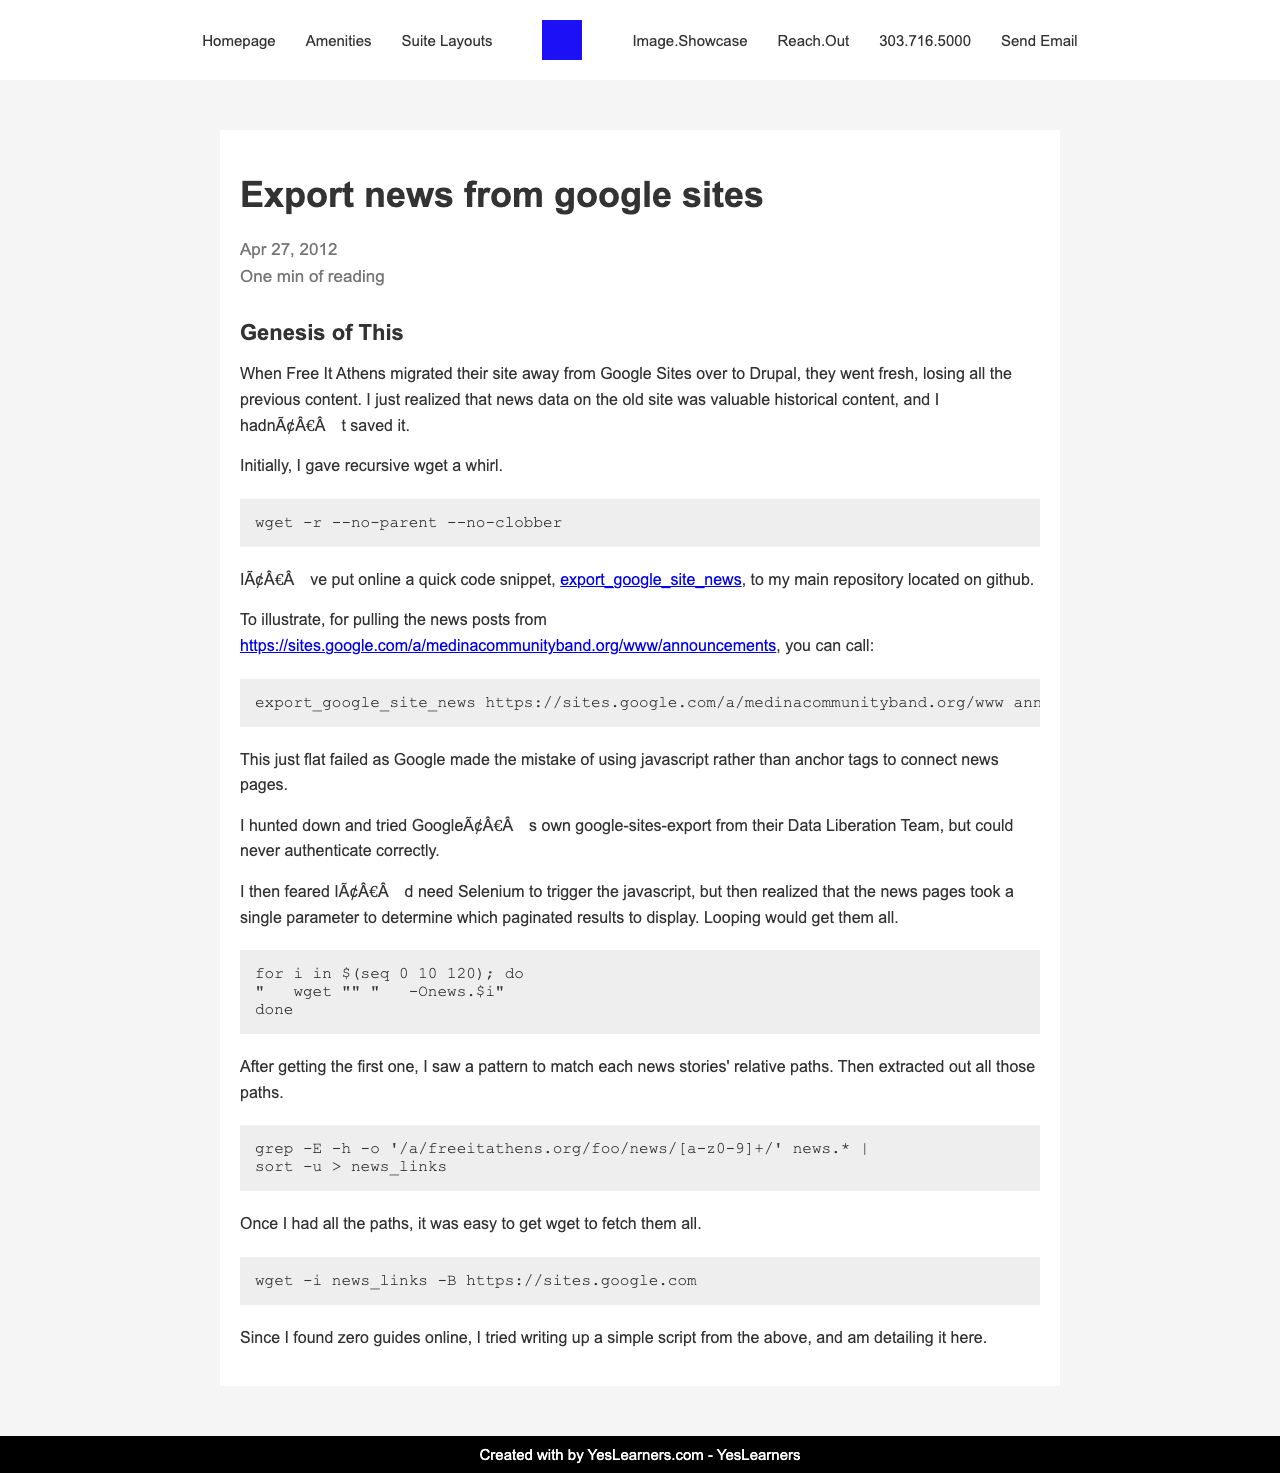 Homepage Amenities Suite Layouts Image.Showcase Reach.Out 303.716.5000 Send Email
Export news from google sites
Apr 27, 2012
One min of reading
Genesis of This
When Free It Athens migrated their site away from Google Sites over to Drupal, they went fresh, losing all the
previous content. I just realized that news data on the old site was valuable historical content, and I
hadnÃ¢Â€Â t saved it.
Initially, I gave recursive wget a whirl.
wget -r --no-parent --no-clobber
IÃ¢Â€Â ve put online a quick code snippet, export_google_site_news, to my main repository located on github.
To illustrate, for pulling the news posts from
https://sites.google.com/a/medinacommunityband.org/www/announcements, you can call:
export_google_site_news https://sites.google.com/a/medinacommunityband.org/www ann
This just flat failed as Google made the mistake of using javascript rather than anchor tags to connect news
pages.
I hunted down and tried GoogleÃ¢Â€Â s own google-sites-export from their Data Liberation Team, but could
never authenticate correctly.
I then feared IÃ¢Â€Â d need Selenium to trigger the javascript, but then realized that the news pages took a
single parameter to determine which paginated results to display. Looping would get them all.
for i in $(seq 0 10 120); do
"   wget "" "   -Onews.$i"
done
After getting the first one, I saw a pattern to match each news stories' relative paths. Then extracted out all those
paths.
grep -E -h -o '/a/freeitathens.org/foo/news/[a-z0-9]+/' news.* |
sort -u > news_links
Once I had all the paths, it was easy to get wget to fetch them all.
wget -i news_links -B https://sites.google.com
Since I found zero guides online, I tried writing up a simple script from the above, and am detailing it here.
Created with by YesLearners.com - YesLearners